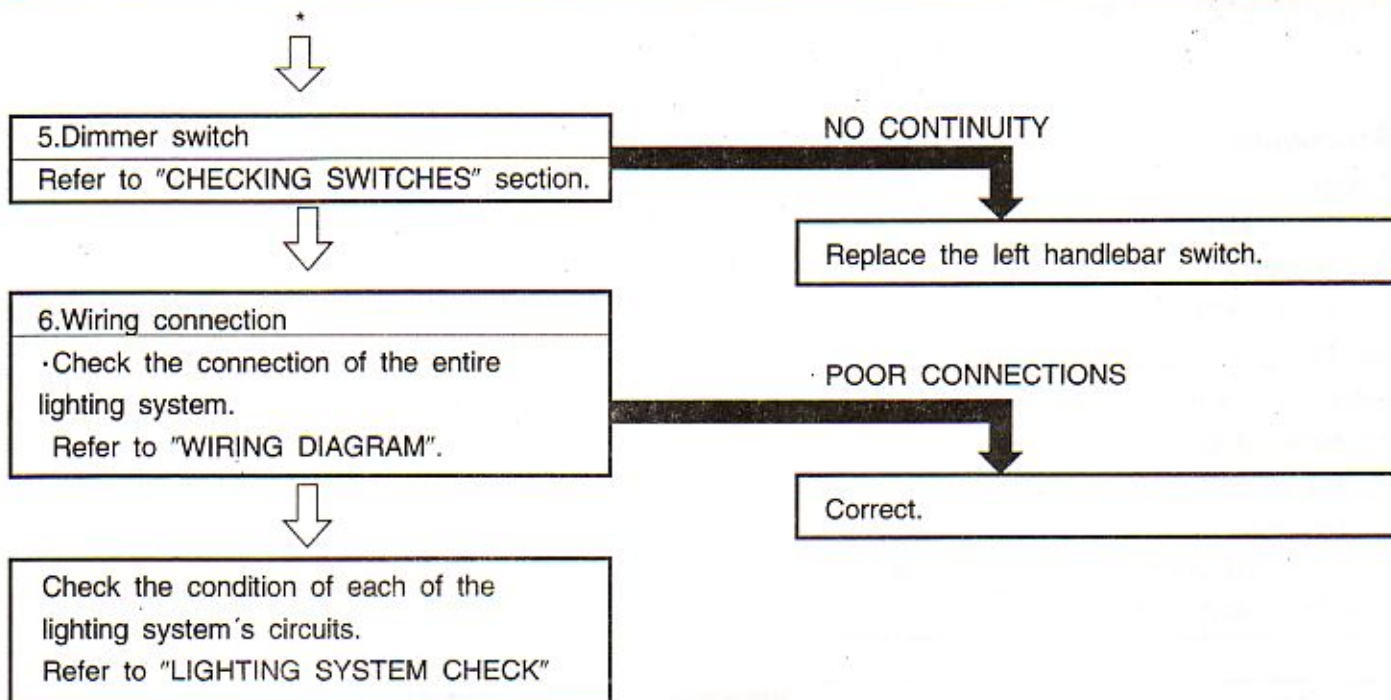 *
5.Dimmer switch
Refer to "CHECKING SWITCHES" section.
NO CONTINUITY
Replace the left handlebar switch.
6.Wiring connection
·Check the connection of the entire
lighting system.
Refer to "WIRING DIAGRAM".
POOR CONNECTIONS
Correct.
Check the condition of each of the
lighting system´s circuits.
Refer to "LIGHTING SYSTEM CHECK"